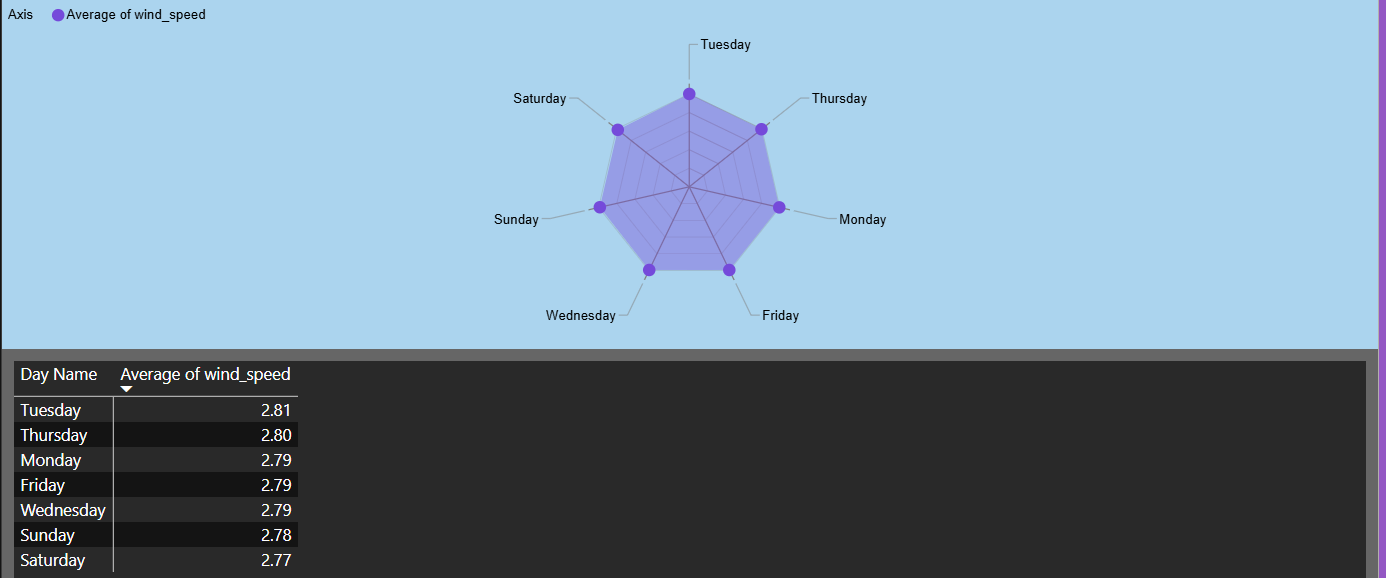 Axis Average of wind_speed
Tuesday
Saturday Thursday
Sunday Monday
Wednesday Friday
Day Name Average of wind_speed
Tuesday 2.81
Thursday 2.80
Monday 2.79
Friday 2.79
Wednesday 2.79
Sunday 2.78
Saturday 2.77